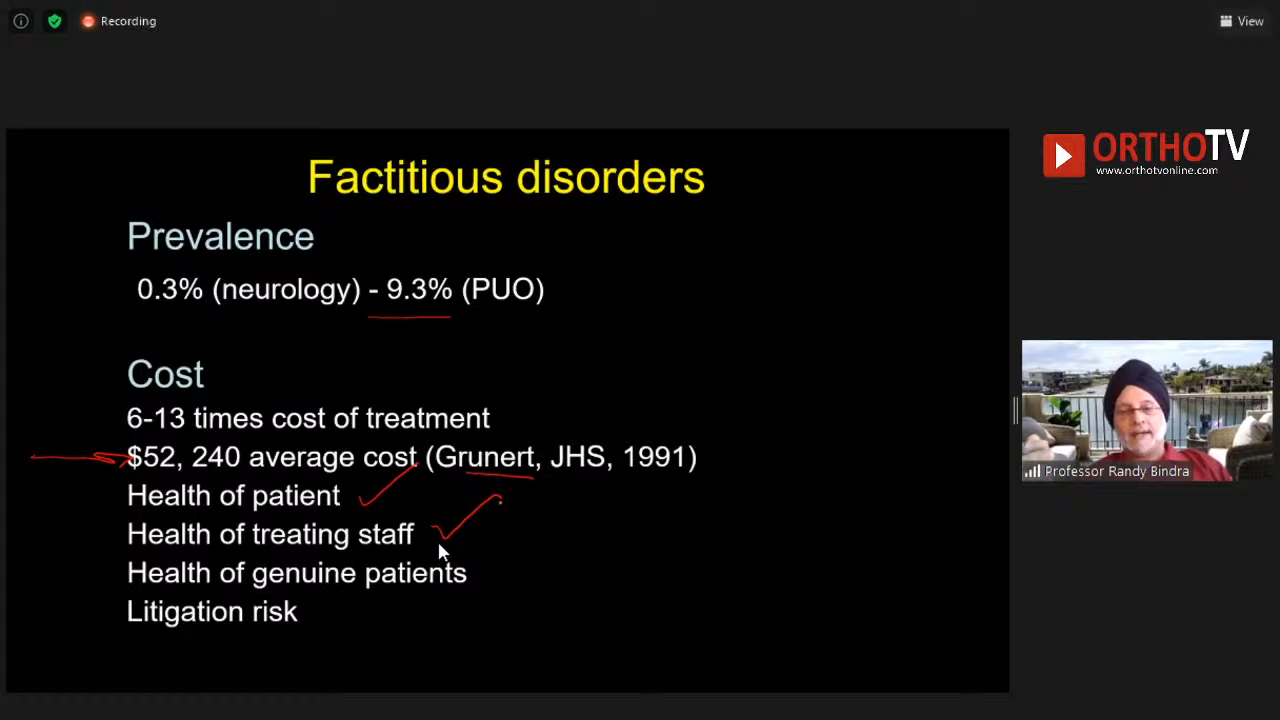 Recording
View
ORTHOTV
www.orthotvonline.com
Factitious disorders
Prevalence
0.3% (neurology) - 9.3% (PUO)
Cost
6-13 times cost of treatment
$52, 240 average cost (Grunert, JHS, 1991)
Health of patient
Health of treating staff
Health of genuine patients
Litigation risk
Professor Randy Bindra